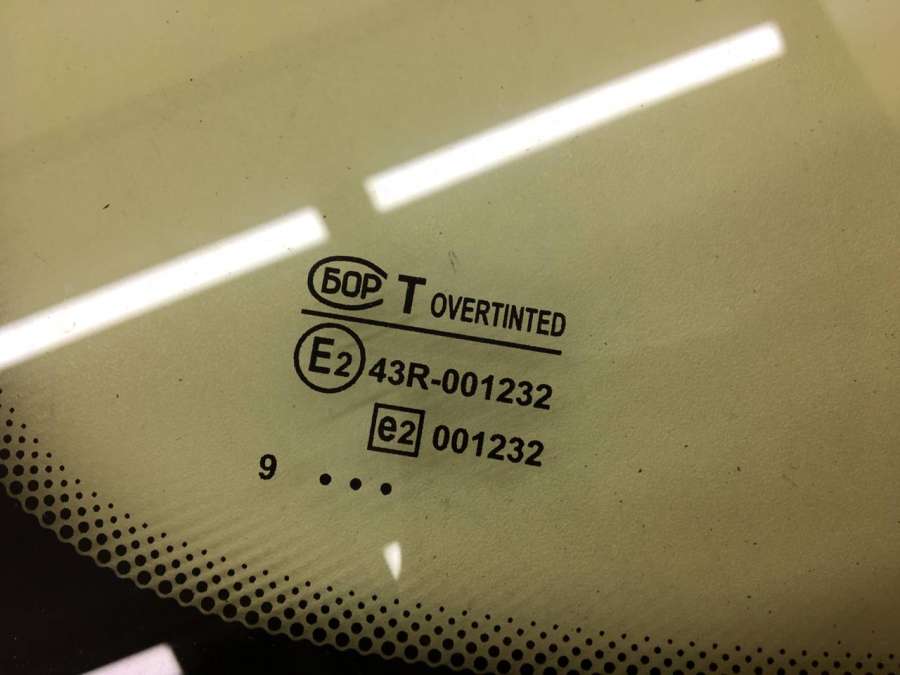 БОР T OVERTINTED
E2 43R-001232
e2 001232
9 •••